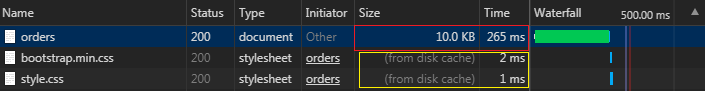 Name Status Type Initiator Size Time Waterfall 500.00 ms
orders 200 document Other 10.0 KB 265 ms
bootstrap.min.css 200 stylesheet orders (from disk cache) 2 ms
style.css 200 stylesheet orders (from disk cache) 1 ms